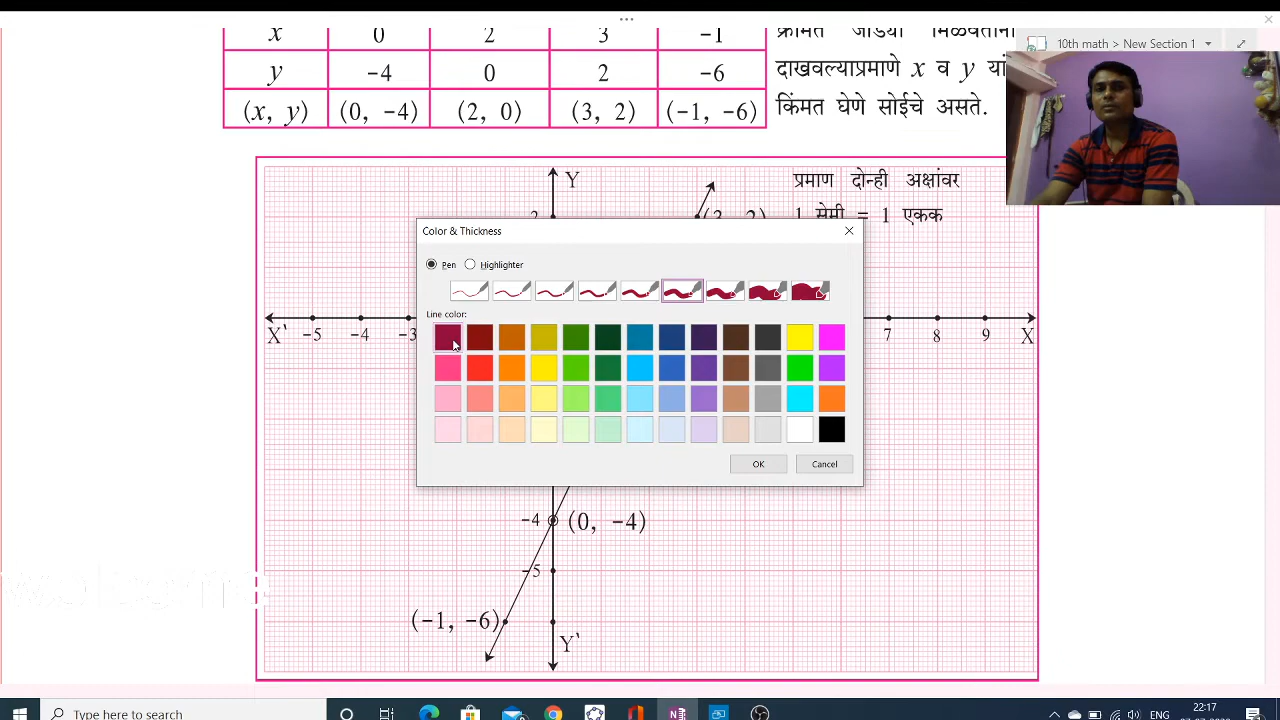 10th math > New Section 1
x 0 2 3 -1
y -4 0 2 -6
दाखवल्याप्रमाणे x व y यां
(x, y) (0, -4) (2, 0) (3, 2) (-1, -6)
किंमत घेणे सोईचे असते.
Y
प्रमाण दोन्ही अक्षांवर
1 सेमी = 1 एकक
Color & Thickness
Pen Highlighter
Line color:
X' -5 -4 -3 7 8 9 X
OK Cancel
-4 (0, -4)
-5
welcome
(-1, -6)
Y'
Type here to search
22:17